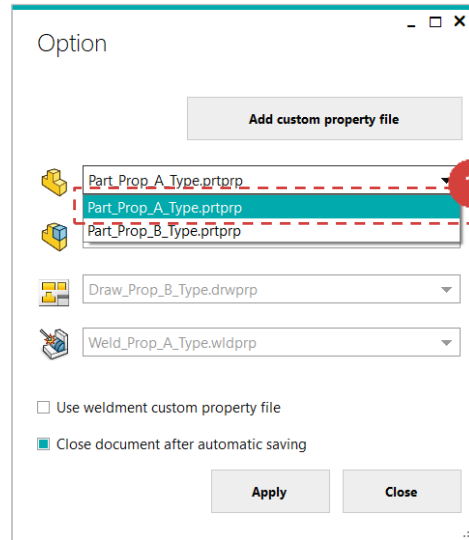 Option
Add custom property file
Part_Prop_A_Type.prtprp
Part_Prop_A_Type.prtprp
Part_Prop_B_Type.prtprp
Draw_Prop_B_Type.drwprp
Weld_Prop_A_Type.wldprp
Use weldment custom property file
Close document after automatic saving
Apply
Close